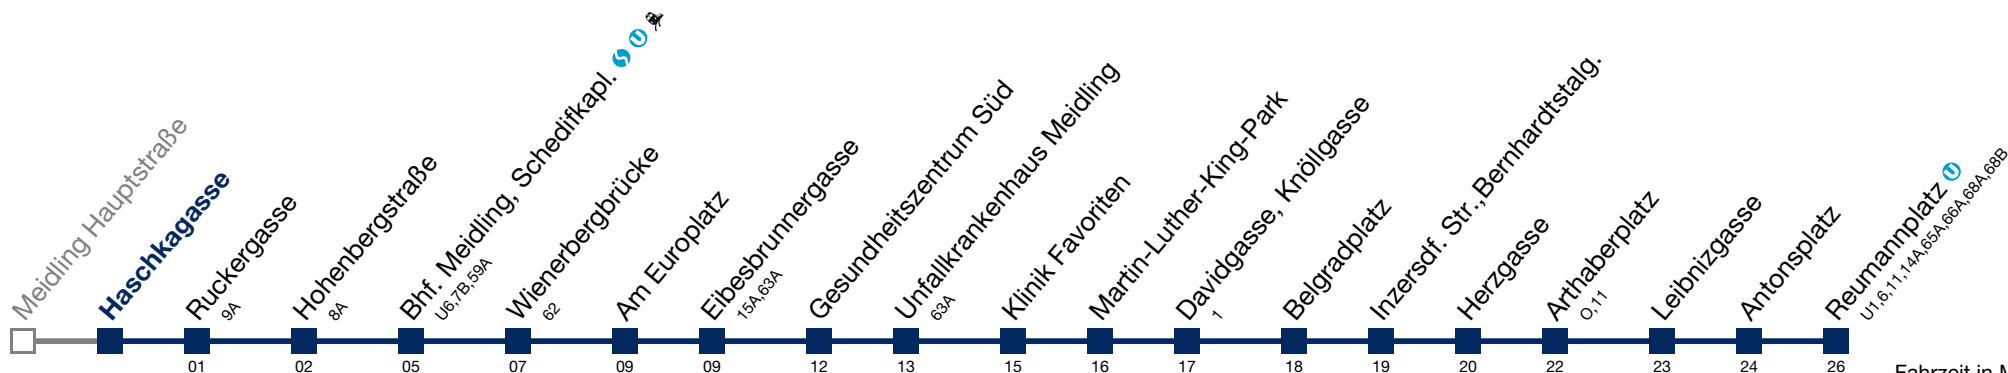 Meidling Hauptstraße
Haschkagasse
Ruckergasse
9A
Hohenbergstraße
8A
Bhf. Meidling, Schedifkapl.
U6,7B,59A
Wienerbergbrücke
62
Am Europlatz
Eibesbrunnergasse
15A,63A
Gesundheitszentrum Süd
Unfallkrankenhaus Meidling
63A
Klinik Favoriten
Martin-Luther-King-Park
Davidgasse, Knöllgasse
1
Belgradplatz
Inzersdf. Str.,Bernhardtstalg.
Herzgasse
Arthaberplatz
O,11
Leibnizgasse
Antonsplatz
Reumannplatz U
U1,6,11,14A,65A,66A,68A,68B
01 02 05 07 09 09 12 13 15 16 17 18 19 20 22 23 24 26
Fahrzeit in M